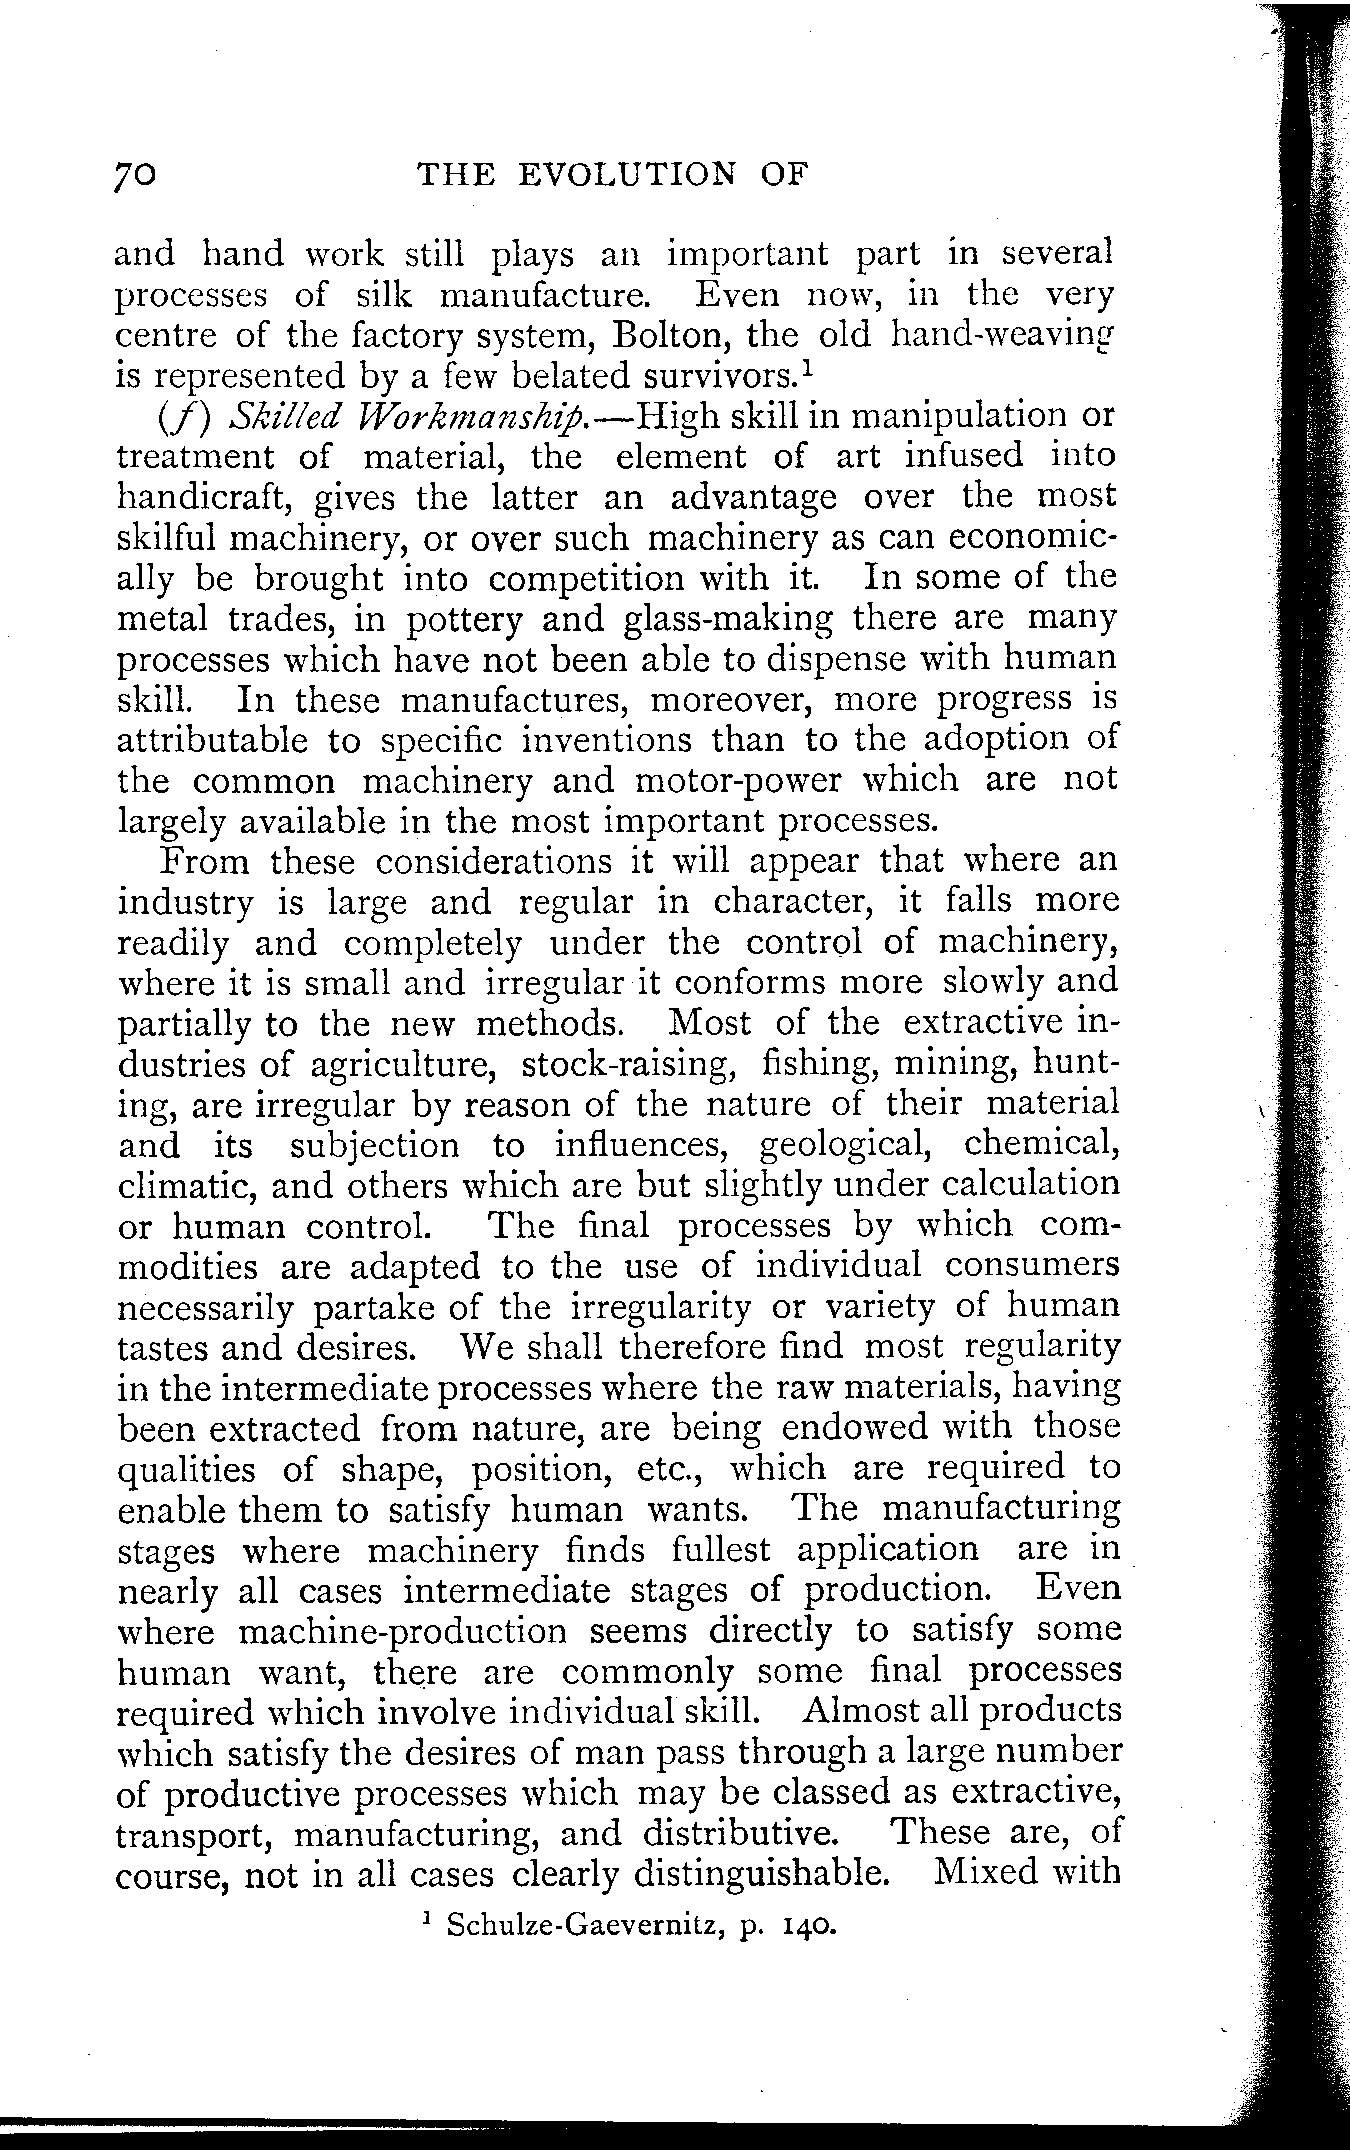 70 THE EVOLUTION OF
and hand work still plays an important part in several
processes of silk manufacture. Even now, in the very
centre of the factory system, Bolton, the old hand-weaving
is represented by a few belated survivors.¹
(f) Skilled Workmanship.—High skill in manipulation or
treatment of material, the element of art infused into
handicraft, gives the latter an advantage over the most
skilful machinery, or over such machinery as can economic-
ally be brought into competition with it. In some of the
metal trades, in pottery and glass-making there are many
processes which have not been able to dispense with human
skill. In these manufactures, moreover, more progress is
attributable to specific inventions than to the adoption of
the common machinery and motor-power which are not
largely available in the most important processes.
From these considerations it will appear that where an
industry is large and regular in character, it falls more
readily and completely under the control of machinery,
where it is small and irregular it conforms more slowly and
partially to the new methods. Most of the extractive in-
dustries of agriculture, stock-raising, fishing, mining, hunt-
ing, are irregular by reason of the nature of their material
and its subjection to influences, geological, chemical,
climatic, and others which are but slightly under calculation
or human control. The final processes by which com-
modities are adapted to the use of individual consumers
necessarily partake of the irregularity or variety of human
tastes and desires. We shall therefore find most regularity
in the intermediate processes where the raw materials, having
been extracted from nature, are being endowed with those
qualities of shape, position, etc., which are required to
enable them to satisfy human wants. The manufacturing
stages where machinery finds fullest application are in
nearly all cases intermediate stages of production. Even
where machine-production seems directly to satisfy some
human want, there are commonly some final processes
required which involve individual skill. Almost all products
which satisfy the desires of man pass through a large number
of productive processes which may be classed as extractive,
transport, manufacturing, and distributive. These are, of
course, not in all cases clearly distinguishable. Mixed with
¹ Schulze-Gaevernitz, p. 140.